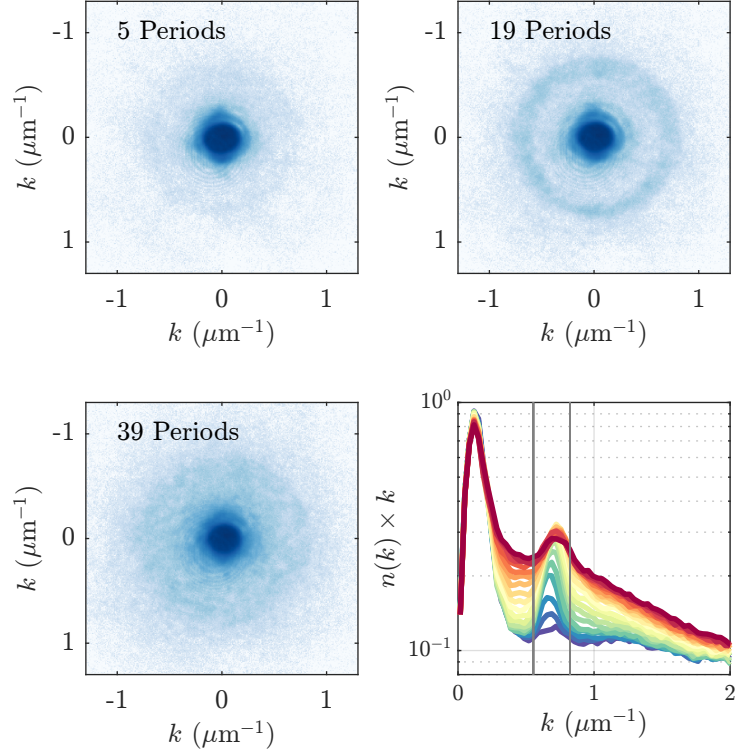 5 Periods
-1
0
1
k (μm⁻¹)
-1 0 1
k (μm⁻¹)
19 Periods
-1
0
1
k (μm⁻¹)
-1 0 1
k (μm⁻¹)
39 Periods
-1
0
1
k (μm⁻¹)
-1 0 1
k (μm⁻¹)
10⁰
10⁻¹
n(k) × k
0 1 2
k (μm⁻¹)